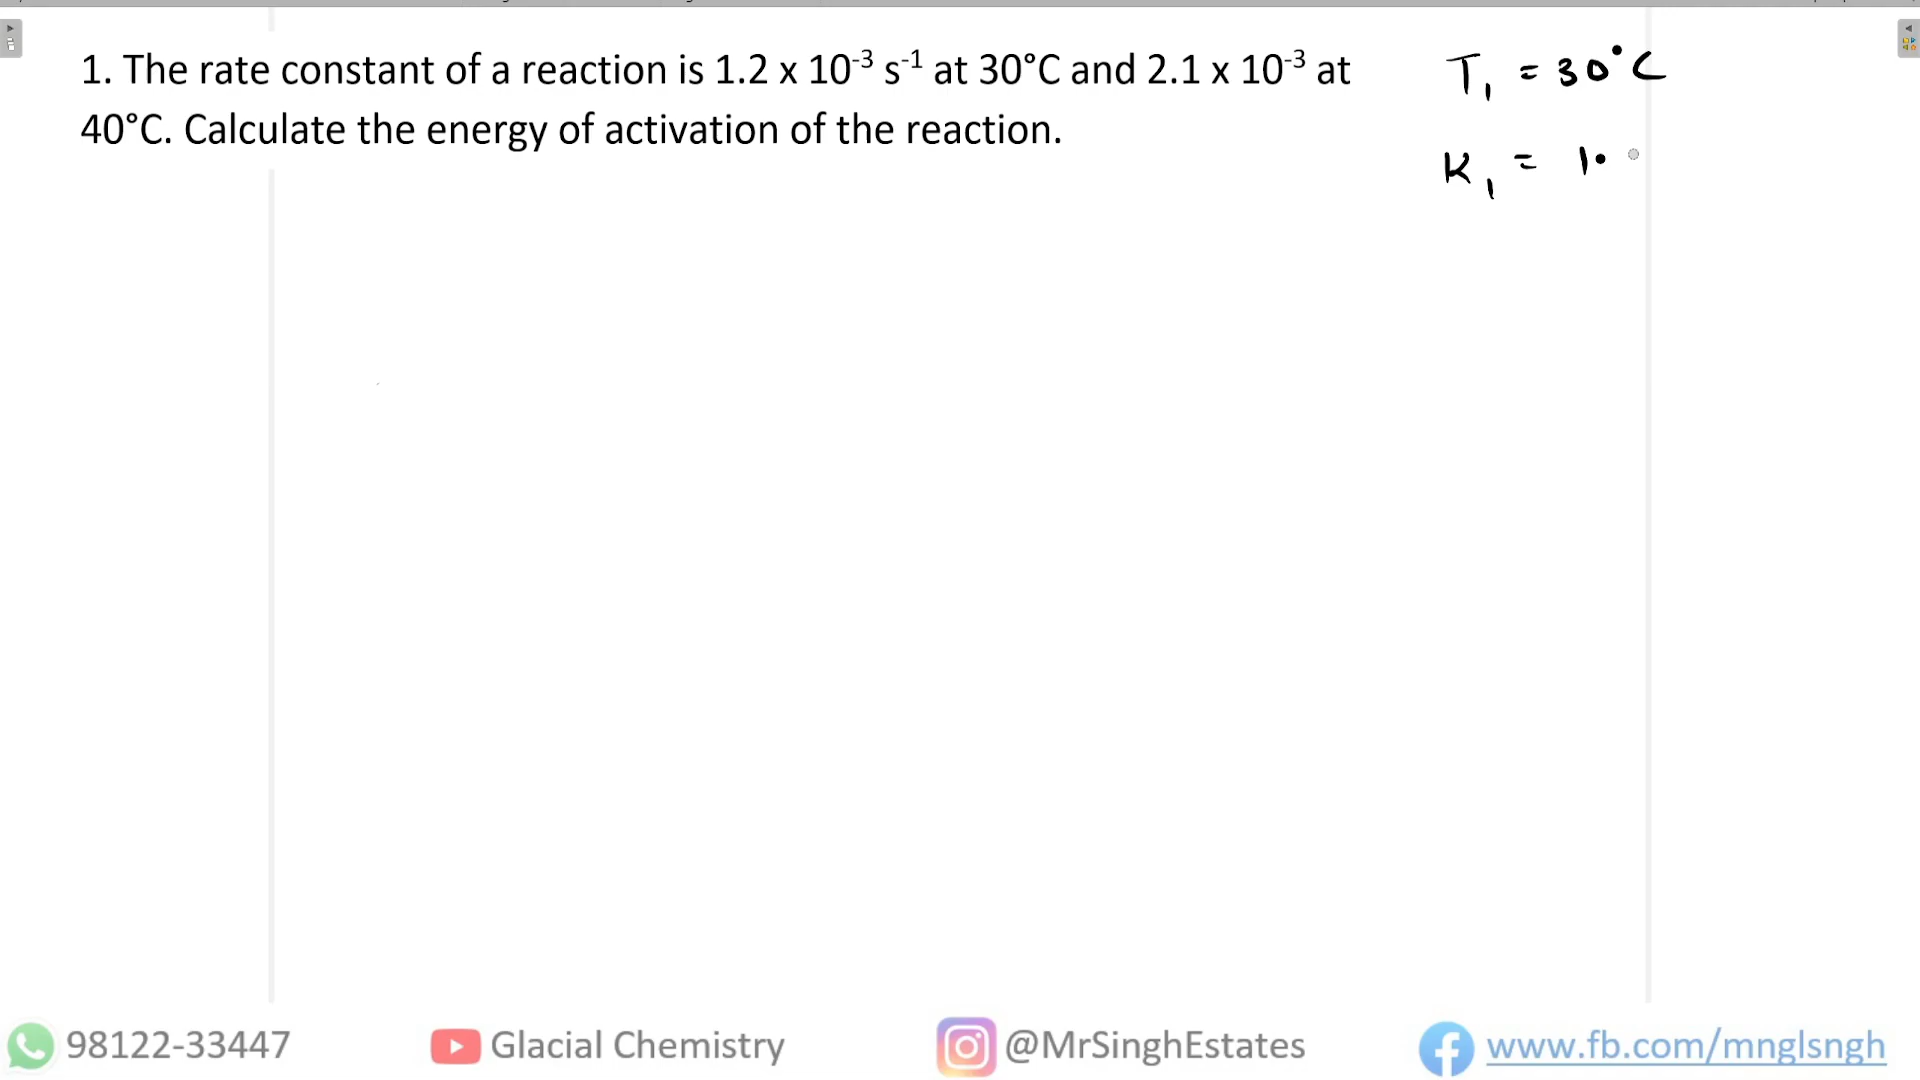 1. The rate constant of a reaction is 1.2 x 10⁻³ s⁻¹ at 30°C and 2.1 x 10⁻³ at
40°C. Calculate the energy of activation of the reaction.
T₁ = 30°C
K₁ = 1.
98122-33447
Glacial Chemistry
@MrSinghEstates
www.fb.com/mnglsngh